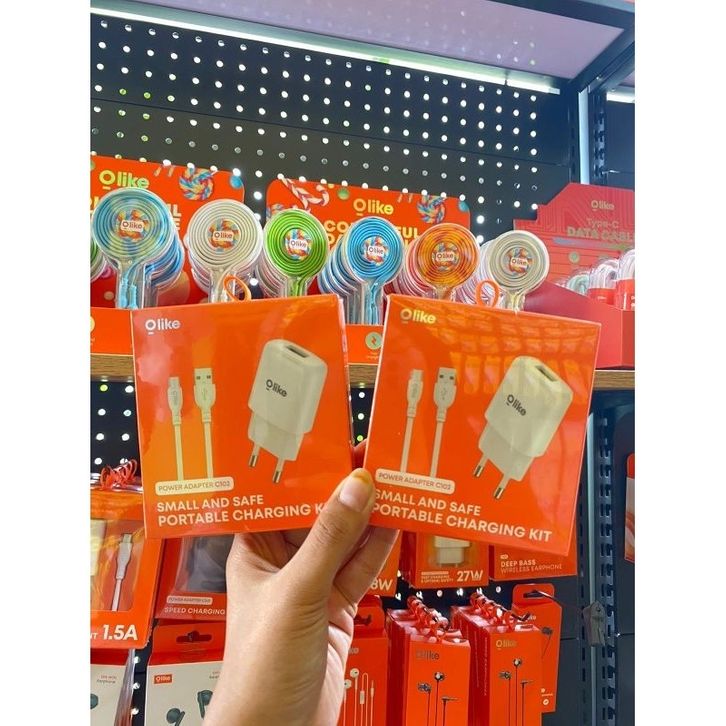 Olike
Olike
Olike
Type-C
DATA CABLE
Olike
Olike
Olike
Olike
Olike
Olike
Olike
Olike
POWER ADAPTER C102
SMALL AND SAFE
PORTABLE CHARGING K
Olike
Olike
POWER ADAPTER C102
SMALL AND SAFE
PORTABLE CHARGING KIT
1.5A
SPEED CHARGING
27W
DEEP BASS
WIRELESS EARPHONE
Olike
Olike